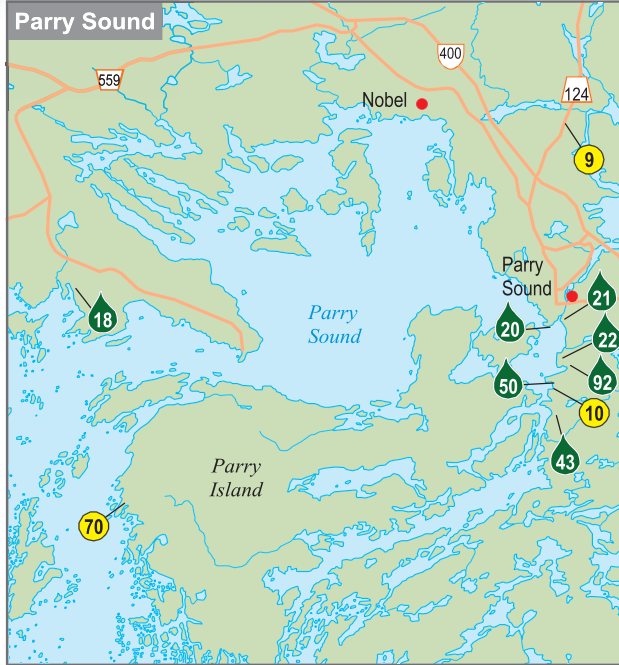 Parry Sound
400
559
124
Nobel
9
Parry
Sound
21
18
Parry
Sound
20
22
92
50
10
43
Parry
Island
70